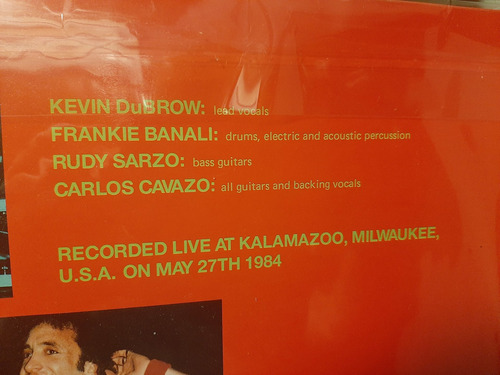 KEVIN DuBROW: lead vocals
FRANKIE BANALI: drums, electric and acoustic percussion
RUDY SARZO: bass guitars
CARLOS CAVAZO: all guitars and backing vocals
RECORDED LIVE AT KALAMAZOO, MILWAUKEE,
U.S.A. ON MAY 27TH 1984